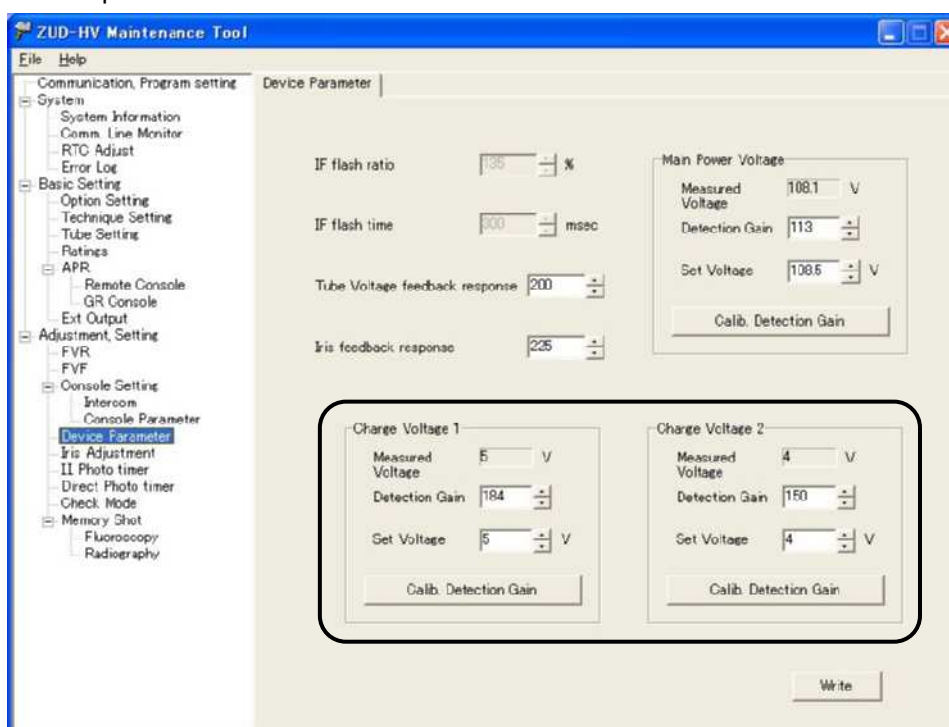 ZUD-HV Maintenance Tool
File Help
Communication, Program setting
System
System Information
Comm. Line Monitor
RTC Adjust
Error Log
Basic Setting
Option Setting
Technique Setting
Tube Setting
Ratings
APR
Remote Console
GR Console
Ext Output
Adjustment, Setting
FVR
FVF
Console Setting
Intercom
Console Parameter
Device Parameter
Iris Adjustment
II Photo timer
Direct Photo timer
Check Mode
Memory Shot
Fluoroscopy
Radiography
Device Parameter
IF flash ratio 135 %
IF flash time 300 msec
Tube Voltage feedback response 200
Iris feedback response 225
Main Power Voltage
Measured Voltage 108.1 V
Detection Gain 113
Set Voltage 108.5 V
Calib. Detection Gain
Charge Voltage 1
Measured Voltage 5 V
Detection Gain 184
Set Voltage 5 V
Calib. Detection Gain
Charge Voltage 2
Measured Voltage 4 V
Detection Gain 150
Set Voltage 4 V
Calib. Detection Gain
Write